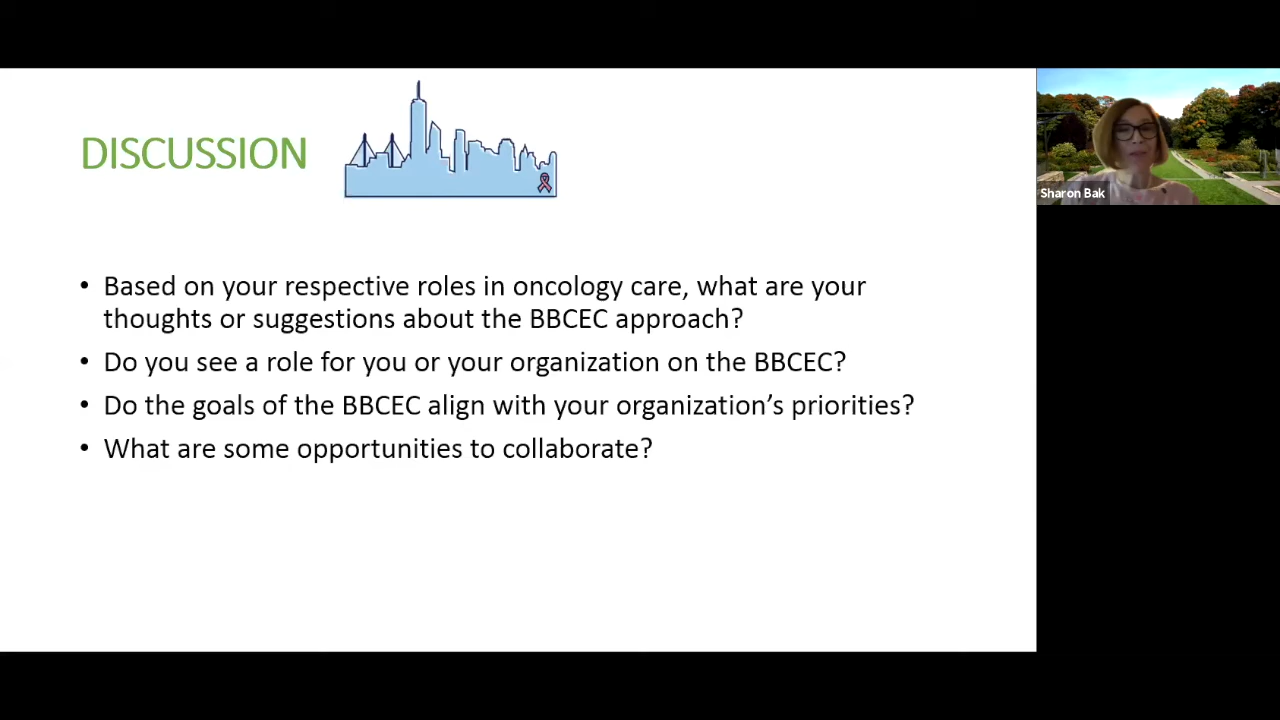 DISCUSSION
• Based on your respective roles in oncology care, what are your
thoughts or suggestions about the BBCEC approach?
• Do you see a role for you or your organization on the BBCEC?
• Do the goals of the BBCEC align with your organization’s priorities?
• What are some opportunities to collaborate?
Sharon Bak